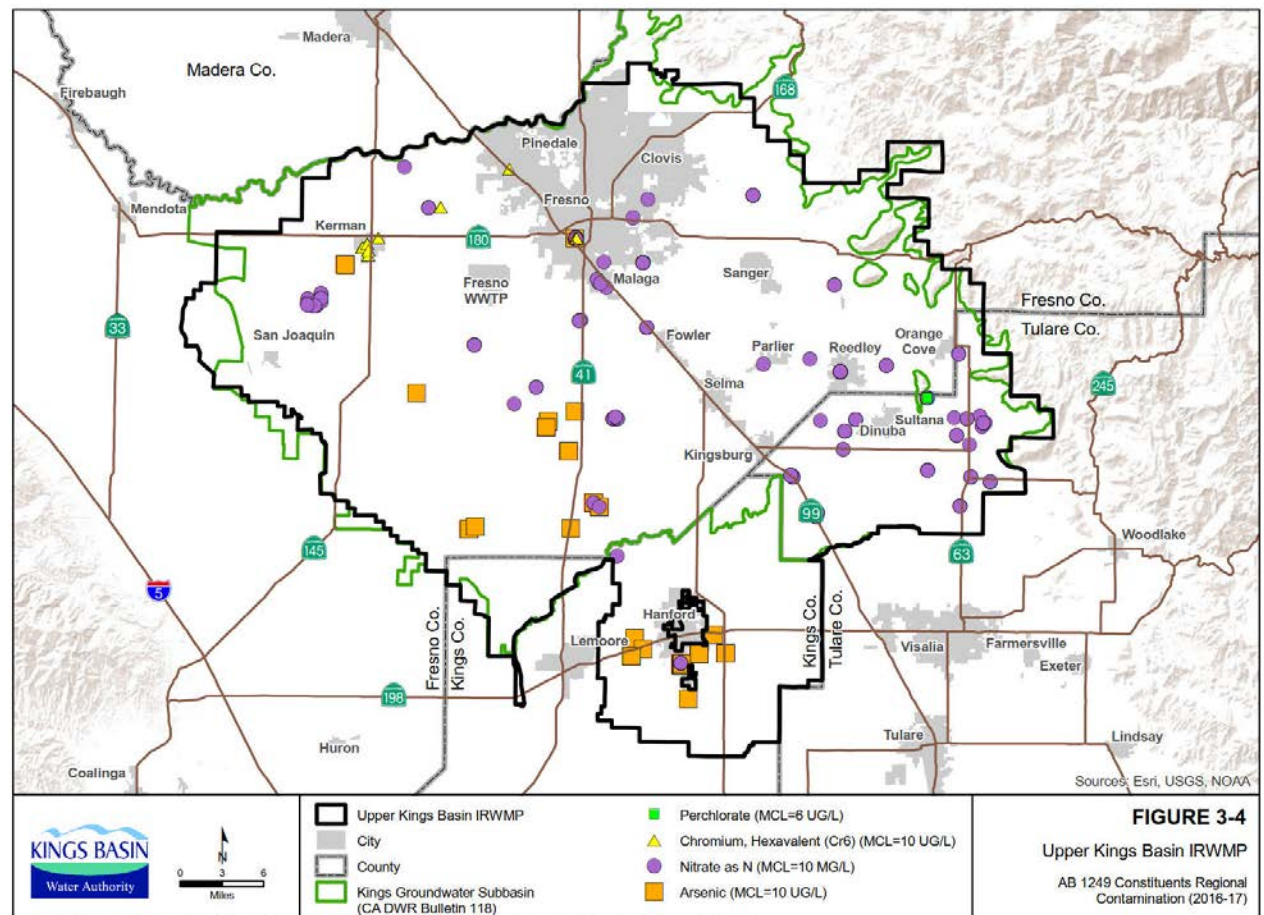 Madera
Madera Co.
Firebaugh
168
Pinedale
Clovis
Mendota
Fresno
Kerman
180
Sanger
Malaga
Fresno
WWTP
Fresno Co.
Tulare Co.
33
San Joaquin
Fowler
Orange
Cove
Parlier
Reedley
41
Selma
245
Sultana
Dinuba
Kingsburg
99
145
63
Woodlake
5
Hanford
Fresno Co.
Kings Co.
Lemoore
Kings Co.
Tulare Co.
Visalia
Farmersville
Exeter
198
Huron
Tulare
Lindsay
Coalinga
Sources: Esri, USGS, NOAA
KINGS BASIN
Water Authority
N
0 3 6
Miles
Upper Kings Basin IRWMP
City
County
Kings Groundwater Subbasin
(CA DWR Bulletin 118)
Perchlorate (MCL=6 UG/L)
Chromium, Hexavalent (Cr6) (MCL=10 UG/L)
Nitrate as N (MCL=10 MG/L)
Arsenic (MCL=10 UG/L)
FIGURE 3-4
Upper Kings Basin IRWMP
AB 1249 Constituents Regional
Contamination (2016-17)